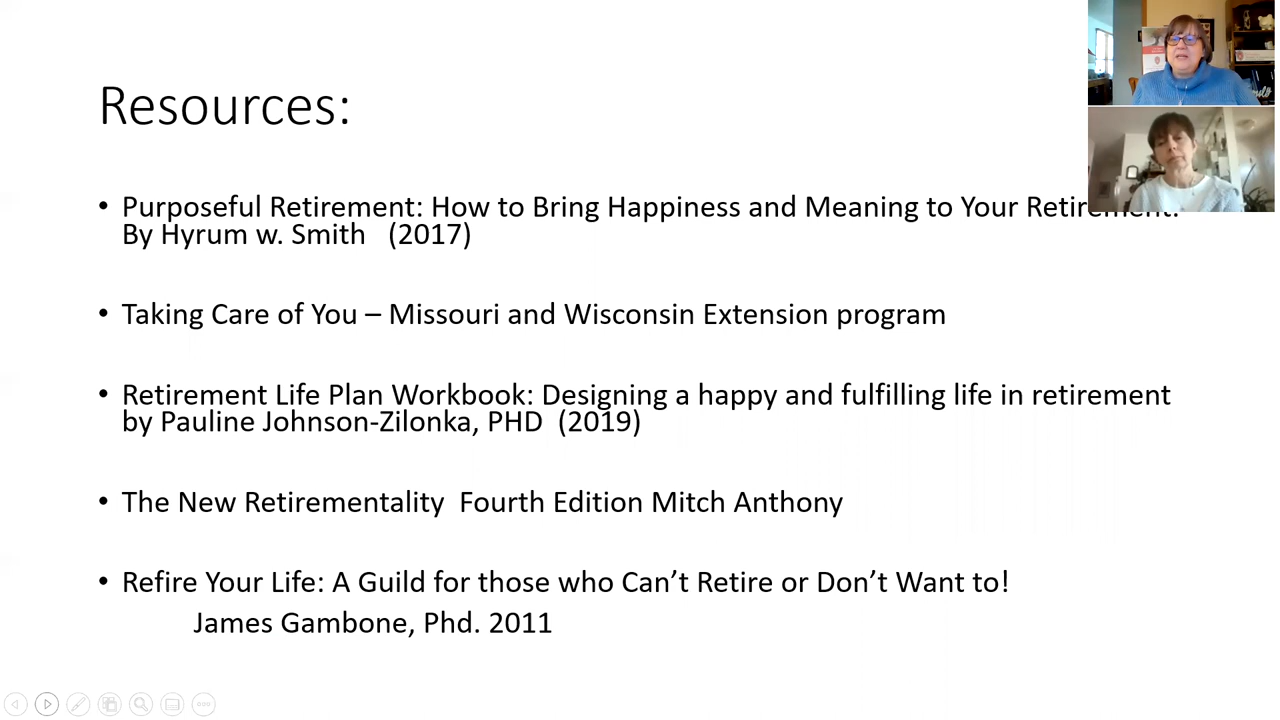 Resources:
• Purposeful Retirement: How to Bring Happiness and Meaning to Your Retirement.
By Hyrum w. Smith (2017)
• Taking Care of You – Missouri and Wisconsin Extension program
• Retirement Life Plan Workbook: Designing a happy and fulfilling life in retirement
by Pauline Johnson-Zilonka, PHD (2019)
• The New Retirementality Fourth Edition Mitch Anthony
• Refire Your Life: A Guild for those who Can’t Retire or Don’t Want to!
James Gambone, Phd. 2011